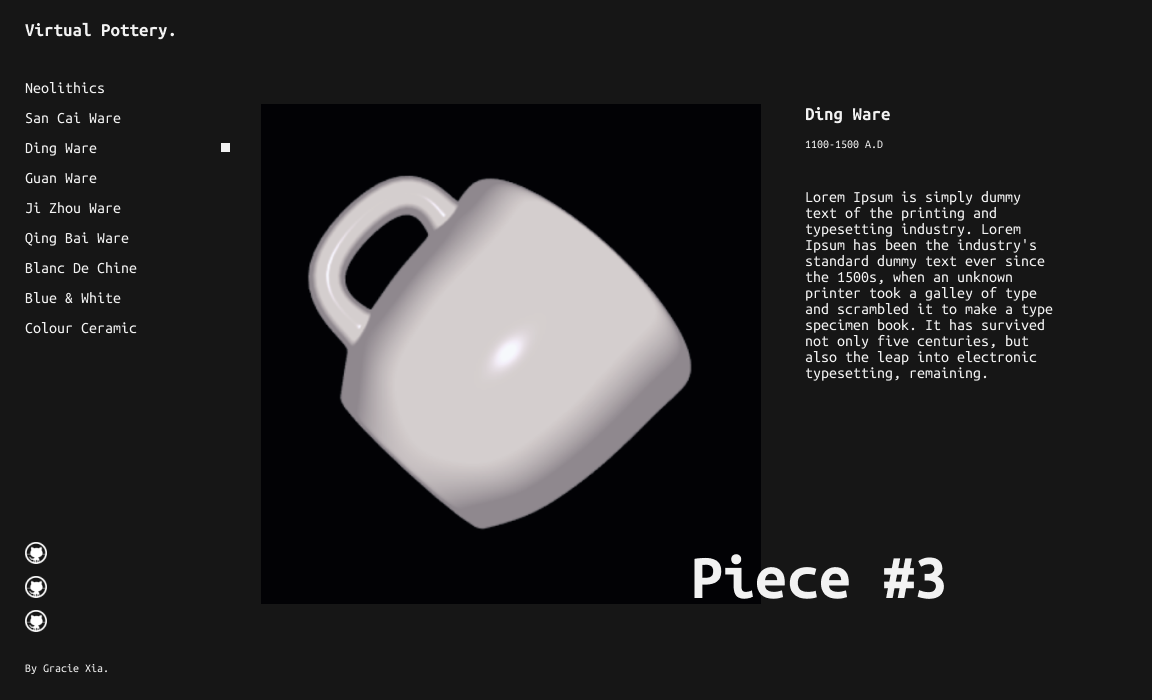 Virtual Pottery.
Neolithics
San Cai Ware
Ding Ware
Guan Ware
Ji Zhou Ware
Qing Bai Ware
Blanc De Chine
Blue & White
Colour Ceramic
By Gracie Xia.
Ding Ware
1100-1500 A.D
Lorem Ipsum is simply dummy
text of the printing and
typesetting industry. Lorem
Ipsum has been the industry's
standard dummy text ever since
the 1500s, when an unknown
printer took a galley of type
and scrambled it to make a type
specimen book. It has survived
not only five centuries, but
also the leap into electronic
typesetting, remaining.
Piece #3